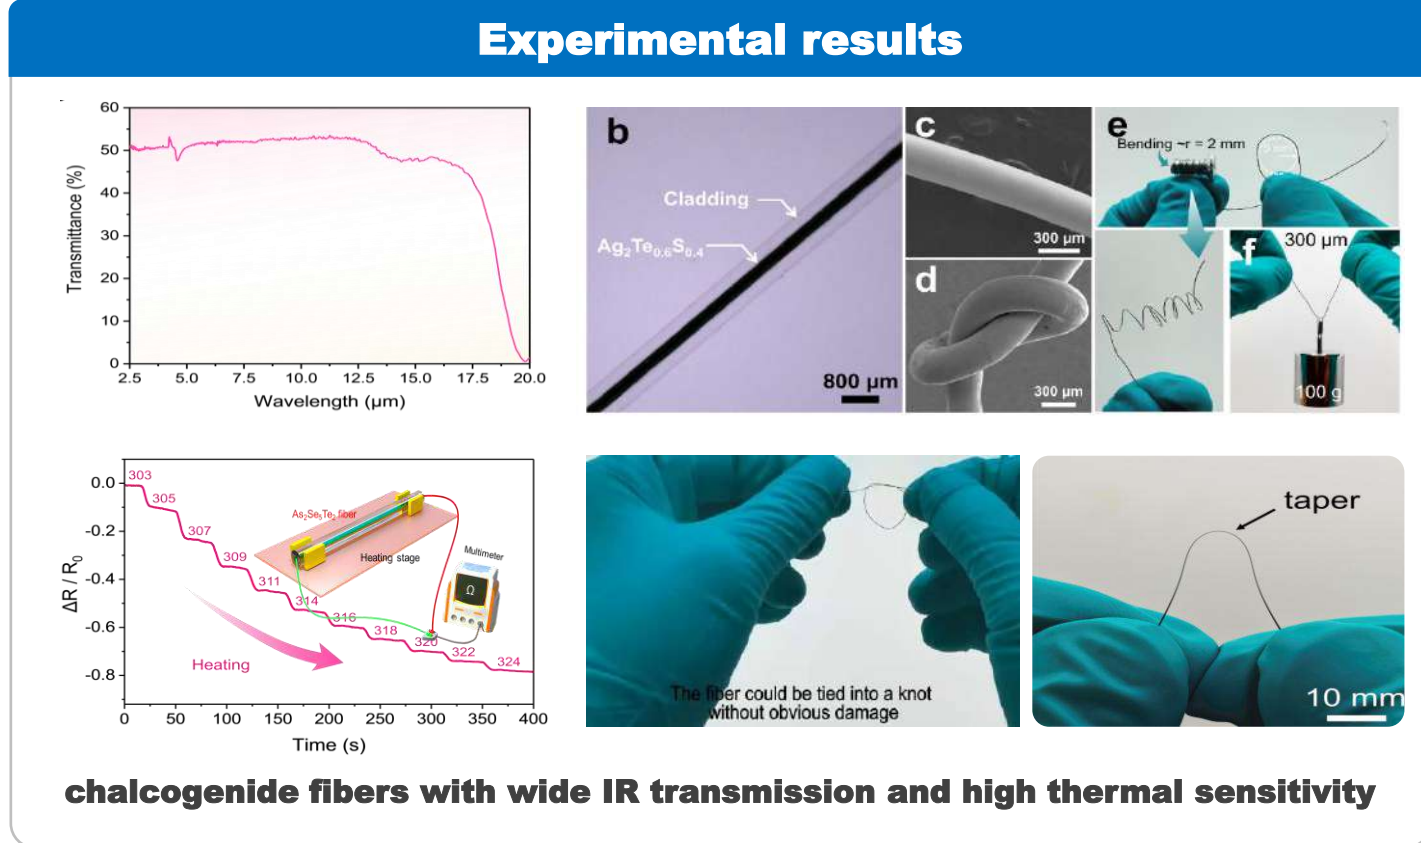 Experimental results
60
50
40
30
20
10
0
Transmittance (%)
2.5 5.0 7.5 10.0 12.5 15.0 17.5 20.0
Wavelength (μm)
b
Cladding
Ag₂Te₀.₆S₀.₄
800 μm
c
300 μm
d
300 μm
e
Bending ~r = 2 mm
f
300 μm
100 g
0.0
-0.2
-0.4
-0.6
-0.8
ΔR / R₀
303
305
307
309
311
314
316
318
320
322
324
As₂Se₅Te₂ fiber
Heating stage
Multimeter
Ω
Heating
0 50 100 150 200 250 300 350 400
Time (s)
The fiber could be tied into a knot
without obvious damage
taper
10 mm
chalcogenide fibers with wide IR transmission and high thermal sensitivity